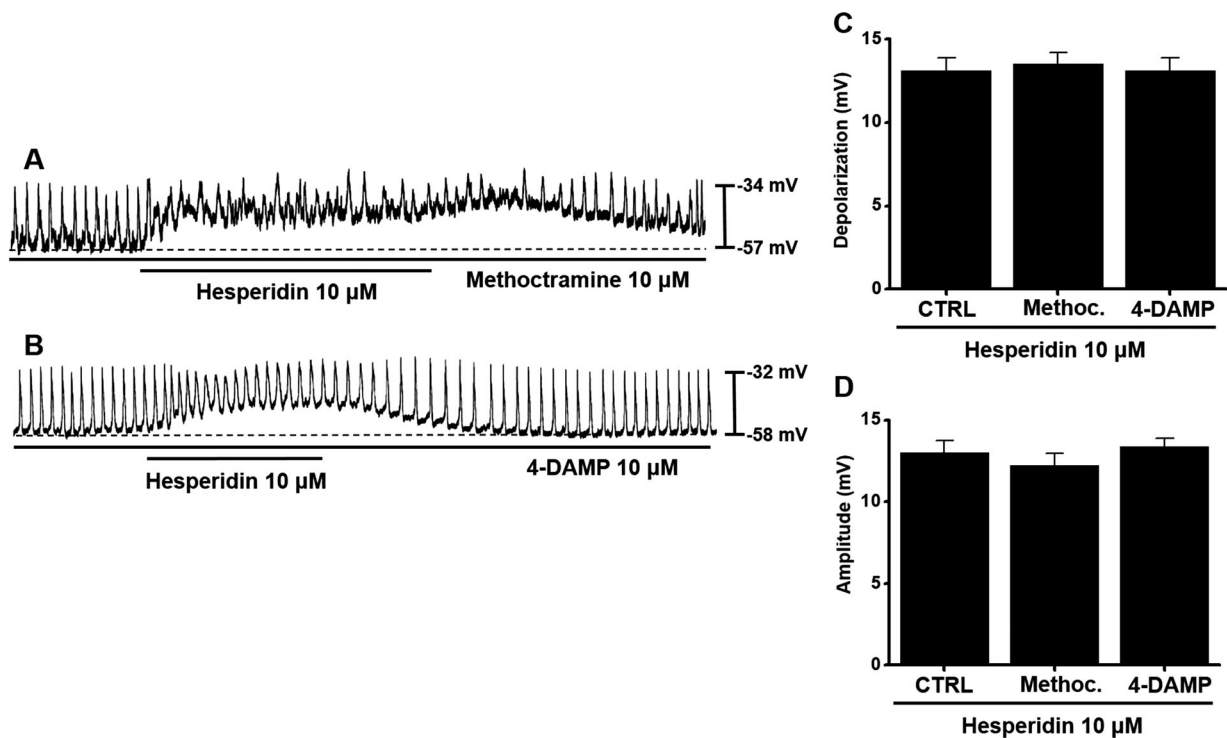 A
-34 mV
-57 mV
Hesperidin 10 µM
Methoctramine 10 µM
B
-32 mV
-58 mV
Hesperidin 10 µM
4-DAMP 10 µM
C
Depolarization (mV)
15
10
5
0
CTRL Methoc. 4-DAMP
Hesperidin 10 µM
D
Amplitude (mV)
15
10
5
0
CTRL Methoc. 4-DAMP
Hesperidin 10 µM